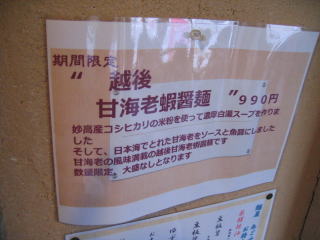 期間限定
“ 越後
甘海老蝦醤麺 ”990円
妙高産コシヒカリの米粉を使って濃厚白湯スープを作りま
した
そして、日本海でとれた甘海老をソースと魚醤にしました
甘海老の風味満載の越後甘海老蝦醤麺です
数量限定、大盛なしとなります
麺屋